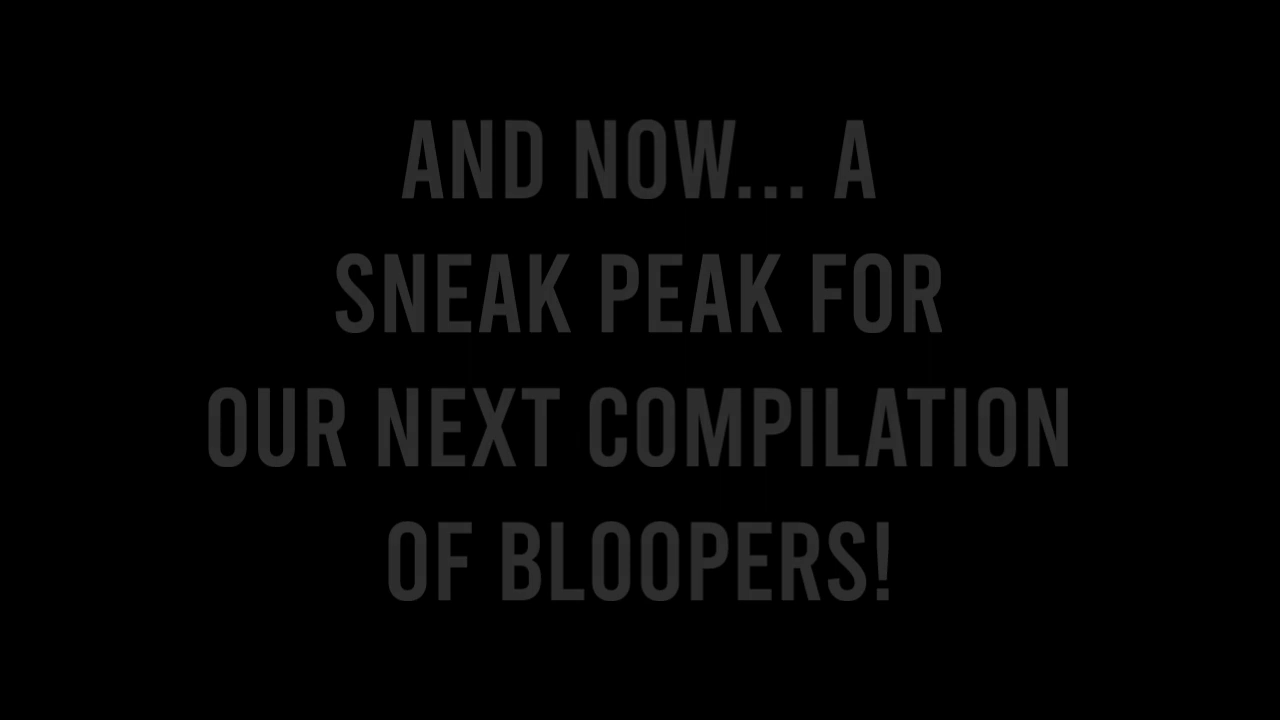 AND NOW... A
SNEAK PEAK FOR
OUR NEXT COMPILATION
OF BLOOPERS!